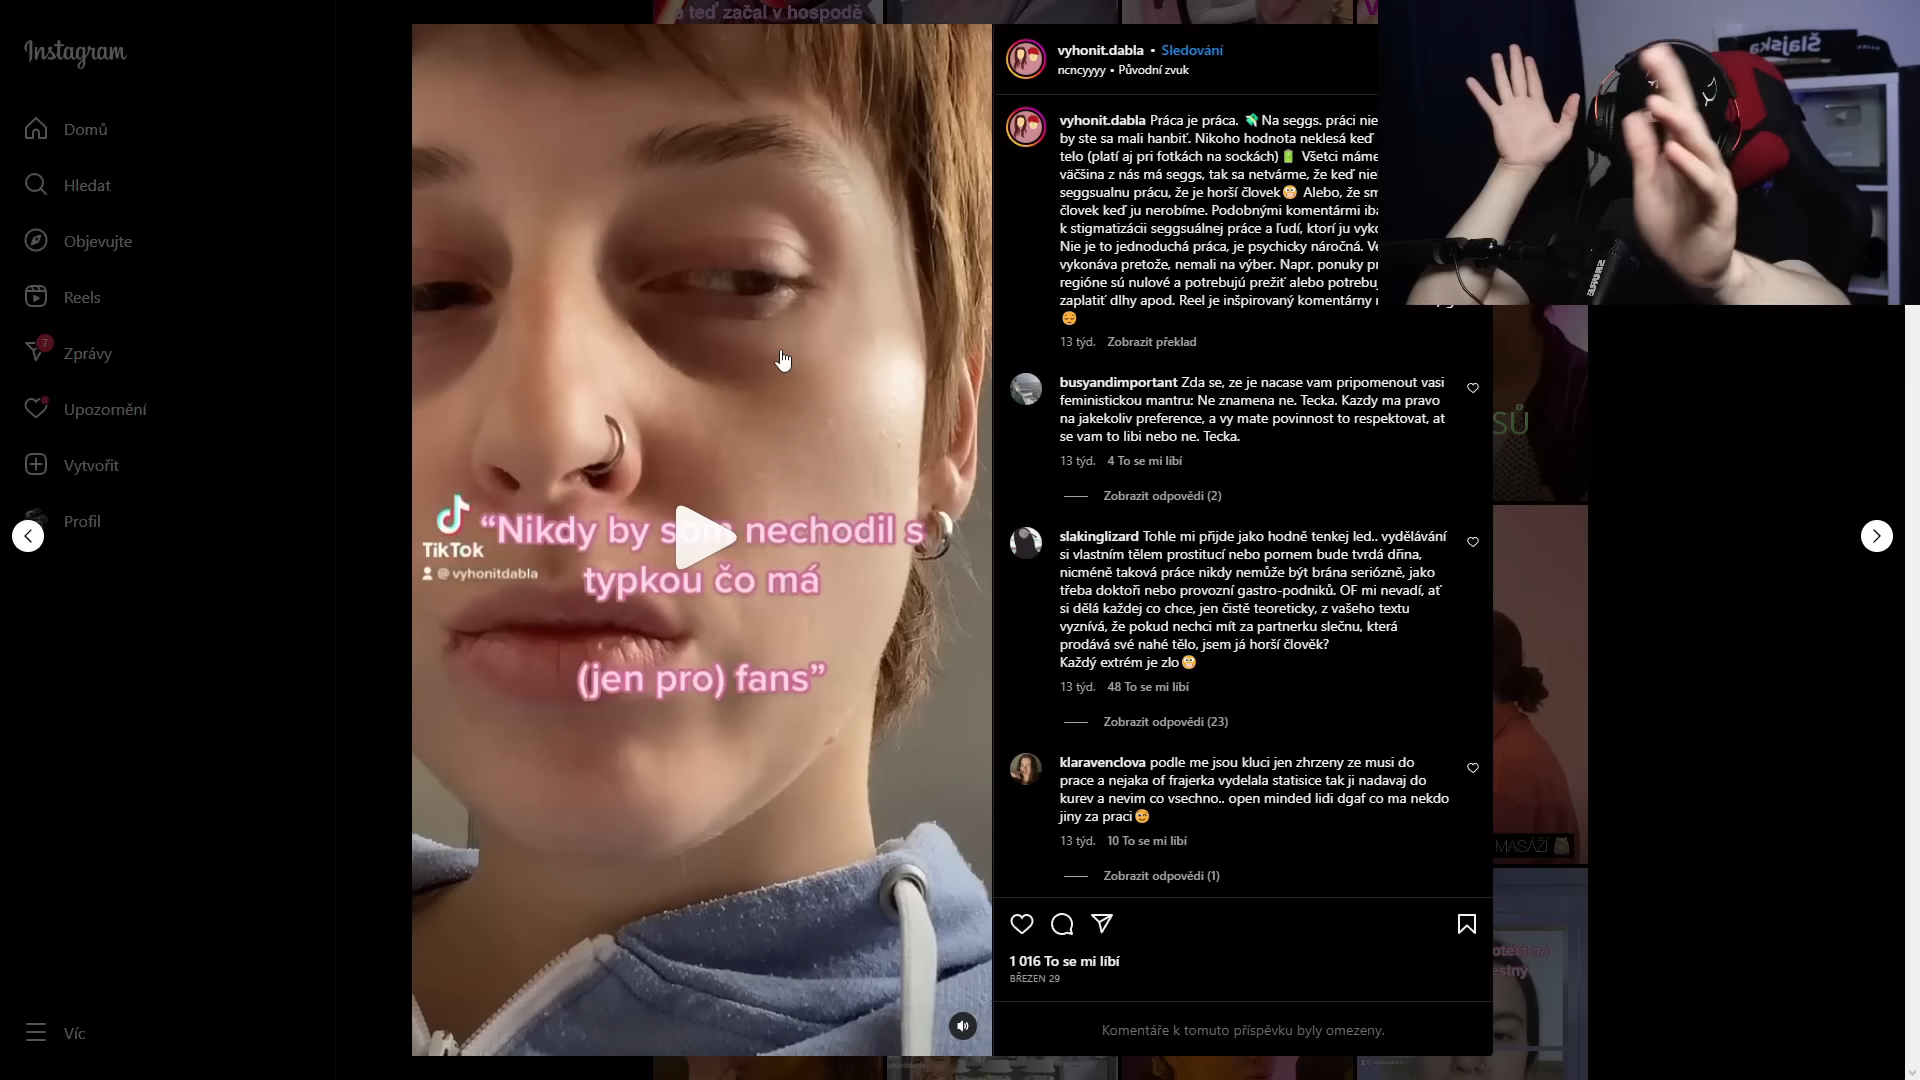 a teď začal v hospodě
Instagram
Domů
Hledat
Objevujte
Reels
7
Zprávy
Upozornění
Vytvořit
Profil
Víc
TikTok
@vyhonitdabla
“Nikdy by som nechodil s
typkou čo má
(jen pro) fans”
vyhonit.dabla • Sledování
ncncyyyy • Původní zvuk
vyhonit.dabla Práca je práca. 💸 Na seggs. práci nie
by ste sa mali hanbiť. Nikoho hodnota neklesá keď
telo (platí aj pri fotkách na sockách) 🔋 Všetci máme
väčšina z nás má seggs, tak sa netvárme, že keď
seggsualnu prácu, že je horší človek😬 Alebo, že
človek keď ju nerobíme. Podobnými komentármi
k stigmatizácii seggsuálnej práce a ľudí, ktorí ju
Nie je to jednoduchá práca, je psychicky náročná.
vykonáva pretože, nemali na výber. Napr. ponuky
regióne sú nulové a potrebujú prežiť alebo
zaplatiť dlhy apod. Reel je inšpirovaný komentárny
😔
13 týd. Zobrazit překlad
busyandimportant Zda se, ze je nacase vam pripomenout vasi
feministickou mantru: Ne znamena ne. Tecka. Kazdy ma pravo
na jakekoliv preference, a vy mate povinnost to respektovat, at
se vam to libi nebo ne. Tecka.
13 týd. 4 To se mi líbí
Zobrazit odpovědi (2)
slakinglizard Tohle mi přijde jako hodně tenkej led.. vydělávání
si vlastním tělem prostitucí nebo pornem bude tvrdá dřina,
nicméně taková práce nikdy nemůže být brána seriózně, jako
třeba doktoři nebo provozní gastro-podniků. OF mi nevadí, ať
si dělá každej co chce, jen čistě teoreticky, z vašeho textu
vyznívá, že pokud nechci mít za partnerku slečnu, která
prodává své nahé tělo, jsem já horší člověk?
Každý extrém je zlo😬
13 týd. 48 To se mi líbí
Zobrazit odpovědi (23)
klaravenclova podle me jsou kluci jen zhrzeny ze musi do
prace a nejaka of frajerka vydelala statisice tak ji nadavaj do
kurev a nevim co vsechno.. open minded lidi dgaf co ma nekdo
jiny za praci😉
13 týd. 10 To se mi líbí
Zobrazit odpovědi (1)
1 016 To se mi líbí
BŘEZEN 29
Komentáře k tomuto příspěvku byly omezeny.
Šlajska
SŮ
MASÁŽÍ